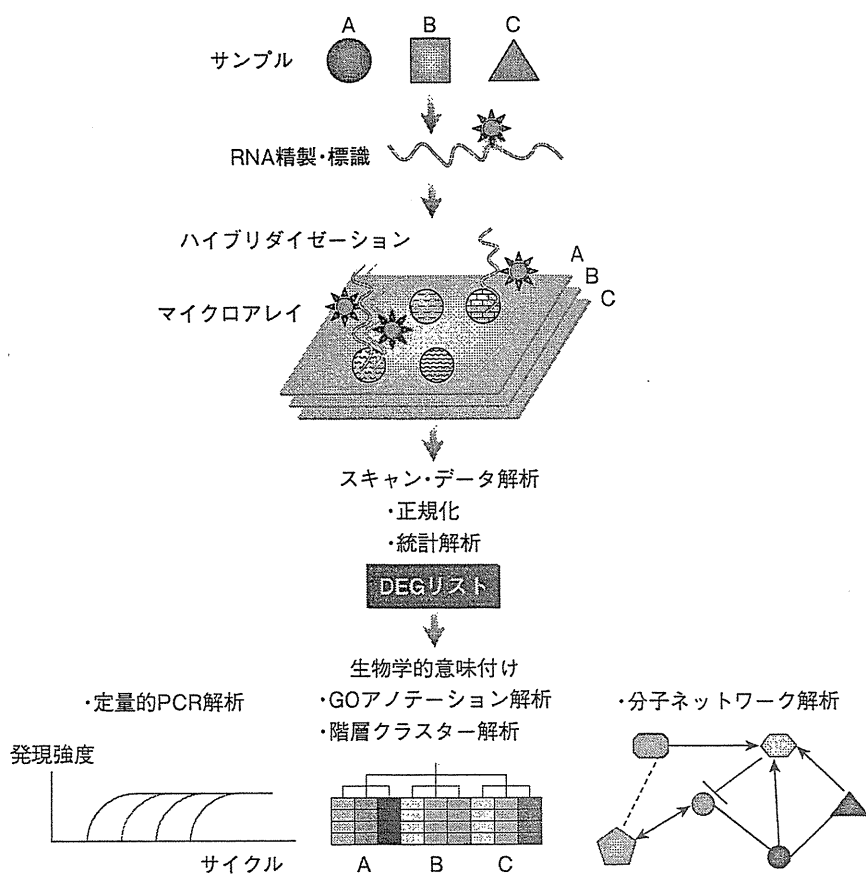 A B C
サンプル
RNA精製・標識
ハイブリダイゼーション
A
B
C
マイクロアレイ
スキャン・データ解析
・正規化
・統計解析
DEGリスト
生物学的意味付け
・定量的PCR解析
・GOアノテーション解析
・階層クラスター解析
・分子ネットワーク解析
発現強度
サイクル
A B C